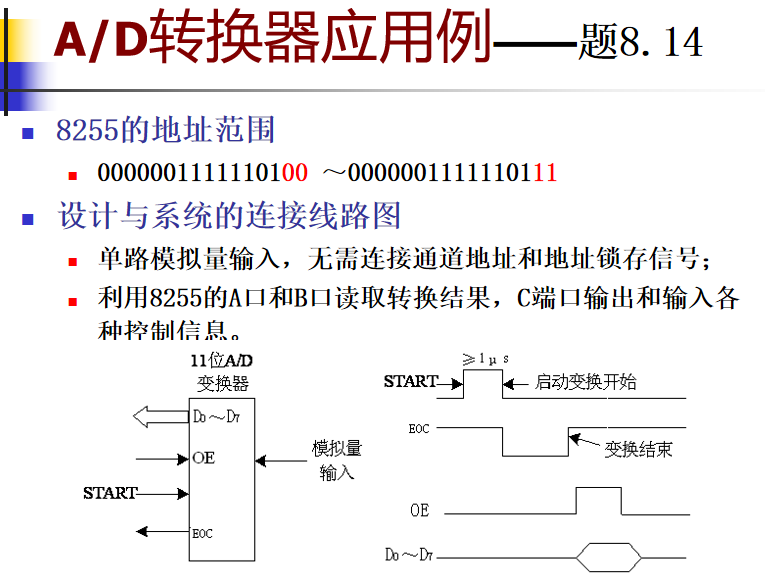 A/D转换器应用例——题8.14
8255的地址范围
0000001111110100 ～0000001111110111
设计与系统的连接线路图
单路模拟量输入，无需连接通道地址和地址锁存信号；
利用8255的A口和B口读取转换结果，C端口输出和输入各
种控制信息。
11位A/D
变换器
D0～D7
OE
START
EOC
模拟量
输入
≥1μs
START
启动变换开始
EOC
变换结束
OE
D0～D7